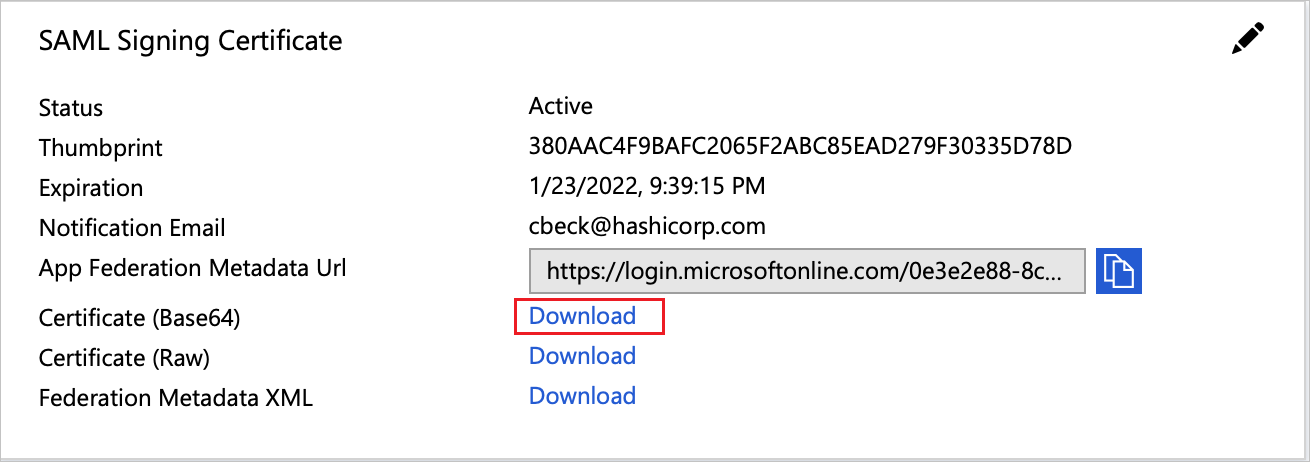 SAML Signing Certificate
Status Active
Thumbprint 380AAC4F9BAFC2065F2ABC85EAD279F30335D78D
Expiration 1/23/2022, 9:39:15 PM
Notification Email cbeck@hashicorp.com
App Federation Metadata Url https://login.microsoftonline.com/0e3e2e88-8c...
Certificate (Base64) Download
Certificate (Raw) Download
Federation Metadata XML Download